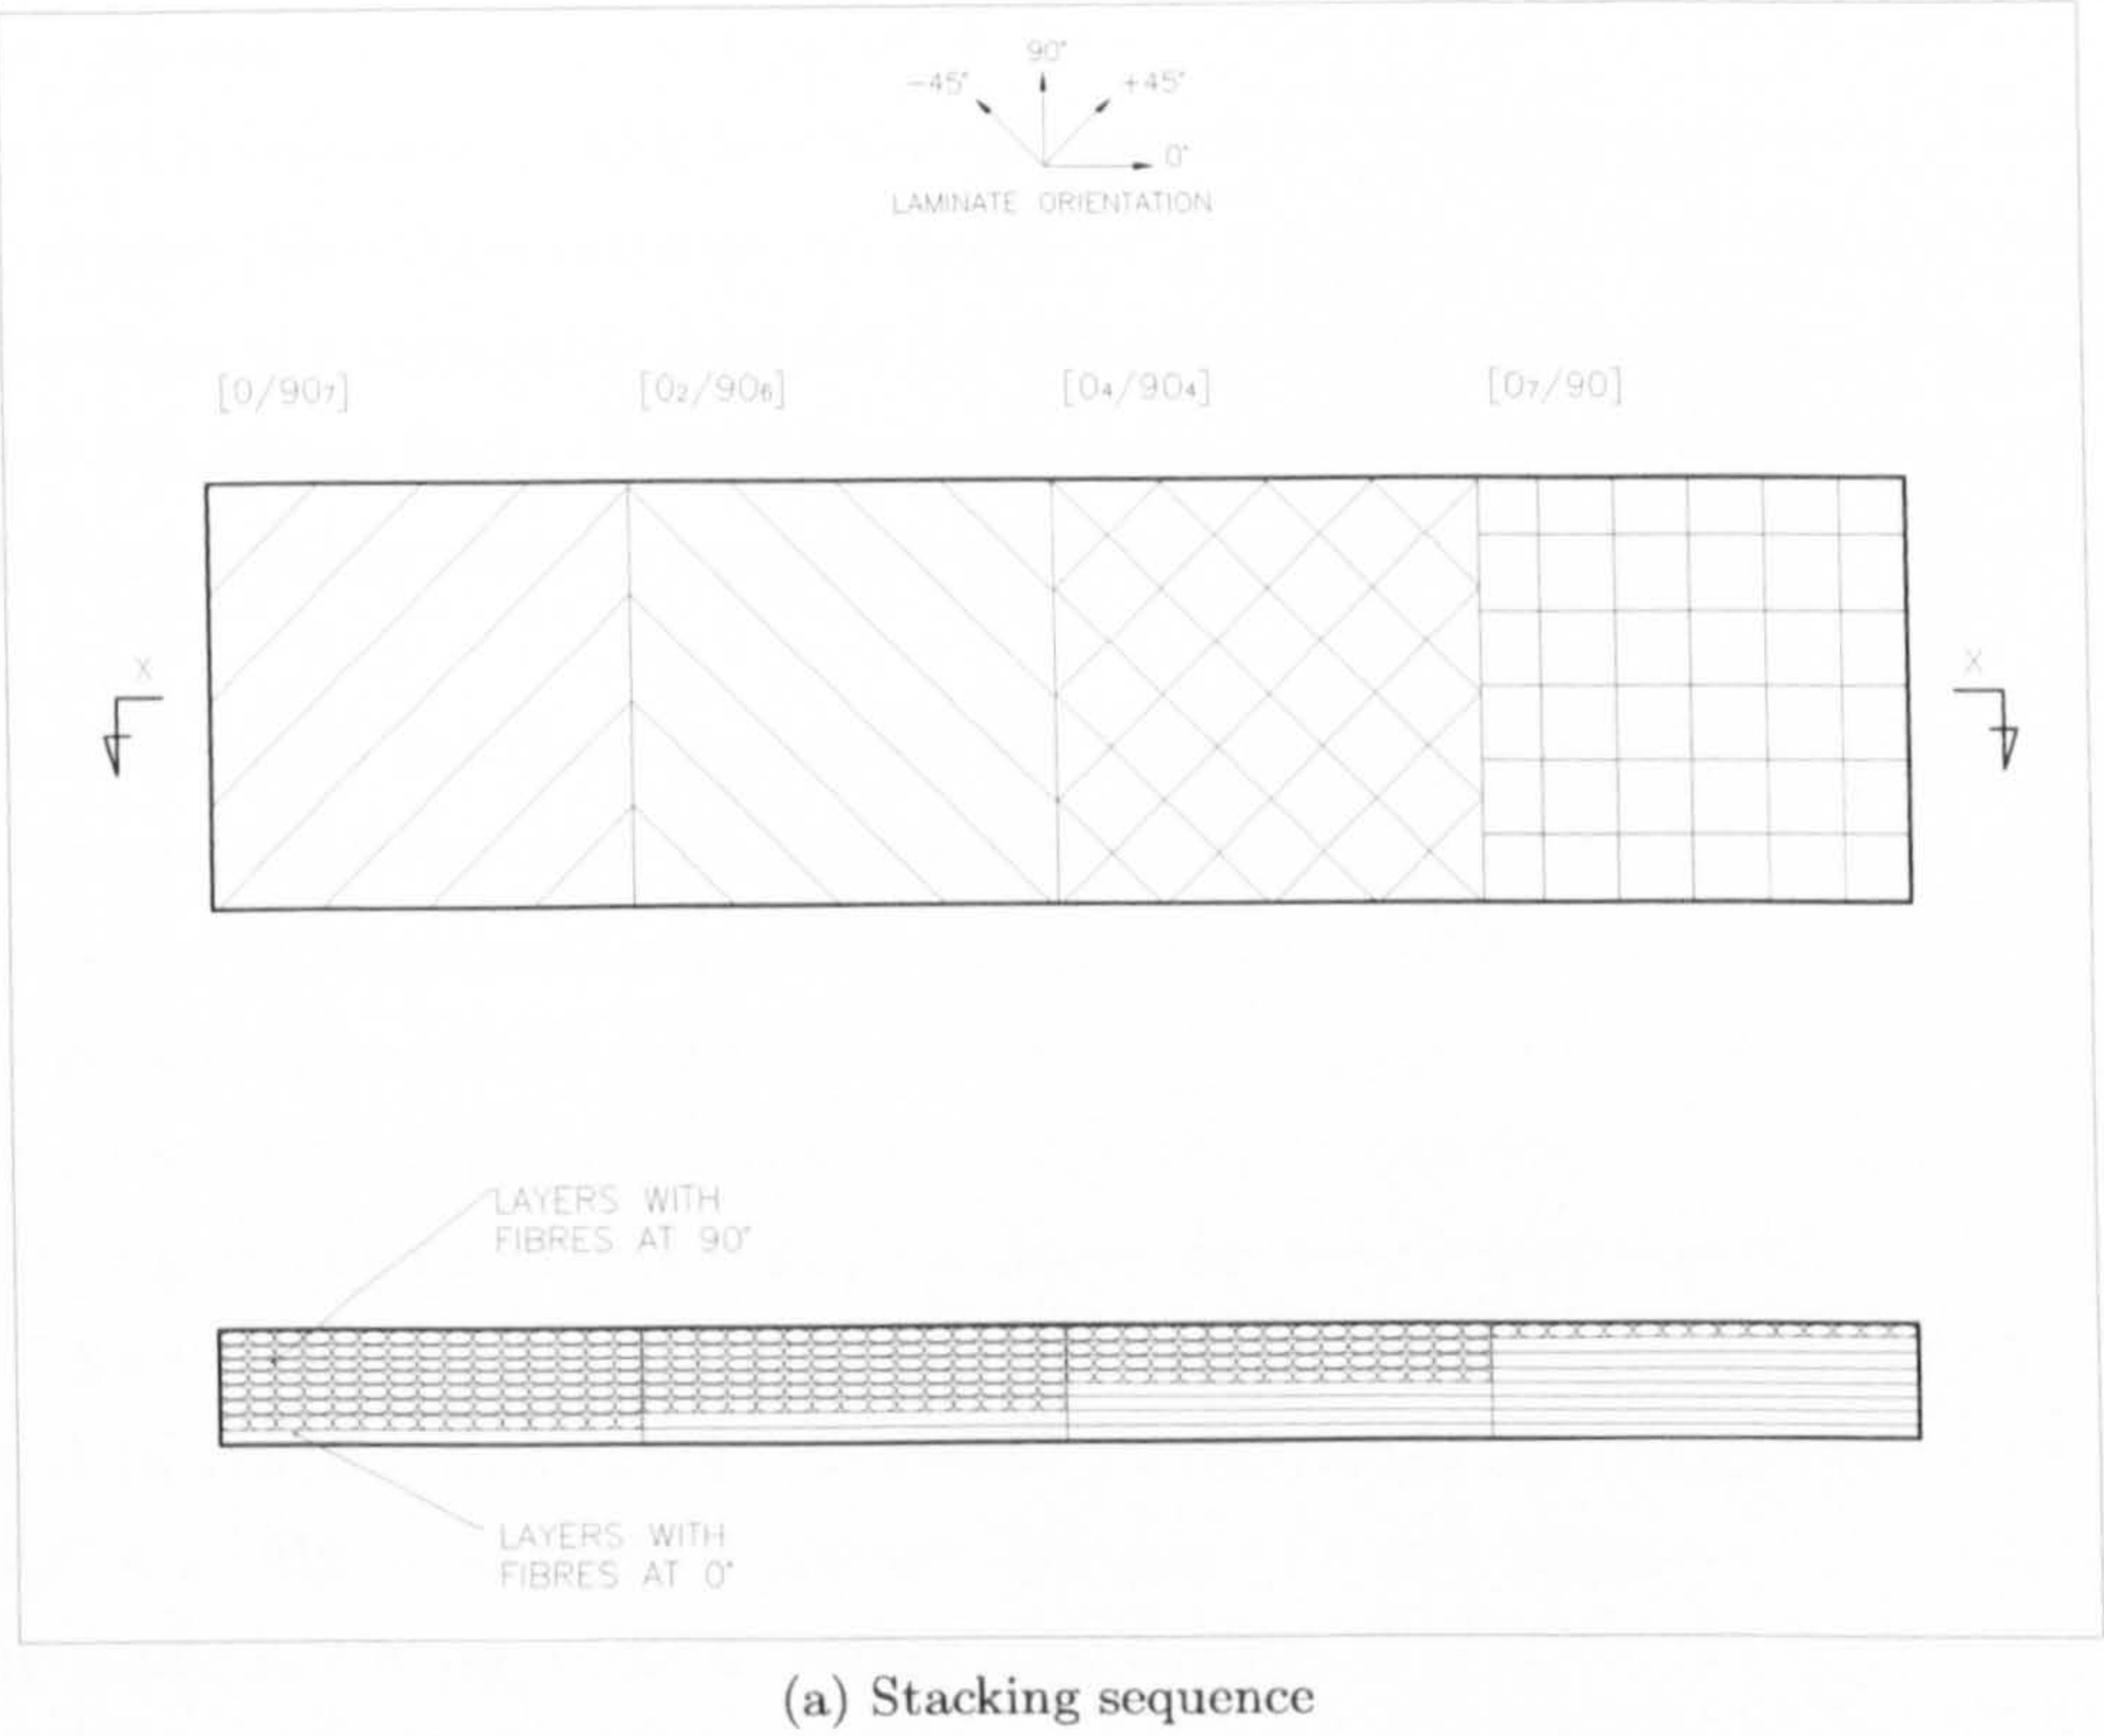 90°
-45°
+45°
0°
LAMINATE ORIENTATION
[0/90₇]
[0₂/90₆]
[0₄/90₄]
[0₇/90]
X
X
LAYERS WITH
FIBRES AT 90°
LAYERS WITH
FIBRES AT 0°
(a) Stacking sequence